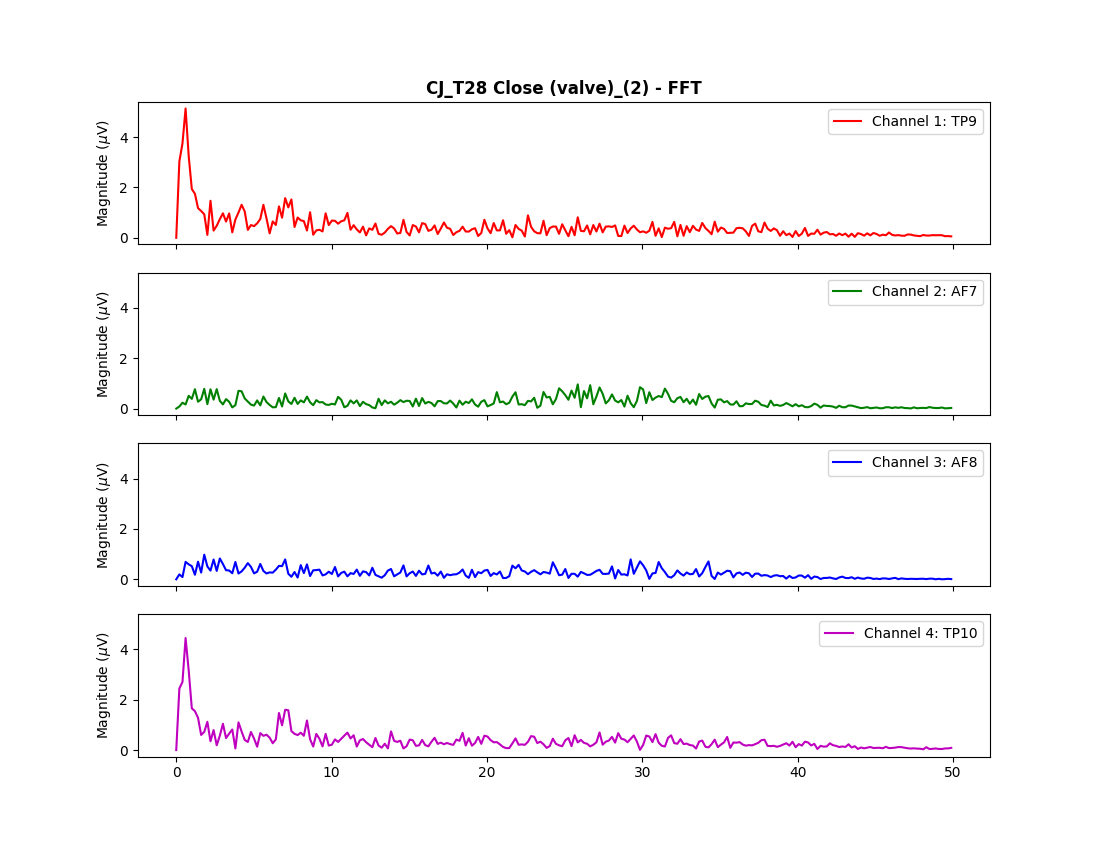 CJ_T28 Close (valve)_(2) - FFT
Magnitude (μV)
4
2
0
Channel 1: TP9
Magnitude (μV)
4
2
0
Channel 2: AF7
Magnitude (μV)
4
2
0
Channel 3: AF8
Magnitude (μV)
4
2
0
Channel 4: TP10
0 10 20 30 40 50